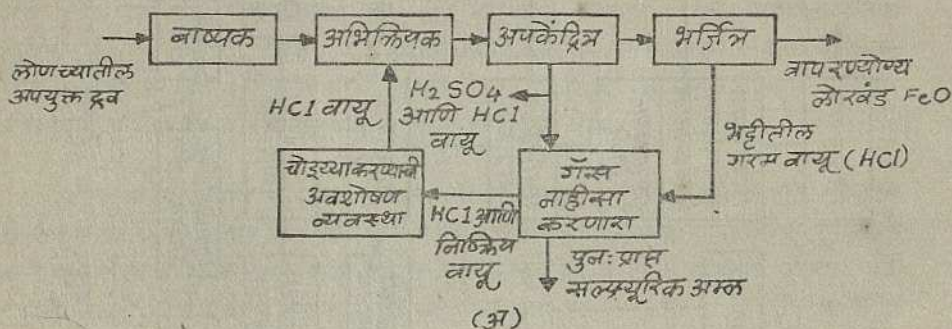 बाष्पक
अभिक्रियक
अपकेंद्रित्र
भर्जित्र
लोणच्यातील
अपयुक्त द्रव
वापरण्योग्य
लोखंड FeO
HCl वायू
H2SO4
आणि HCl
वायू
भट्टीतील
गरम वायू (HCl)
चोइय्या करण्याची
अवशोषण
व्यवस्था
HCl आणि
निष्क्रिय
वायू
गॅस
नाहीसा
करणारा
पुनः प्राप्त
सल्फ्यूरिक अम्ल
(अ)